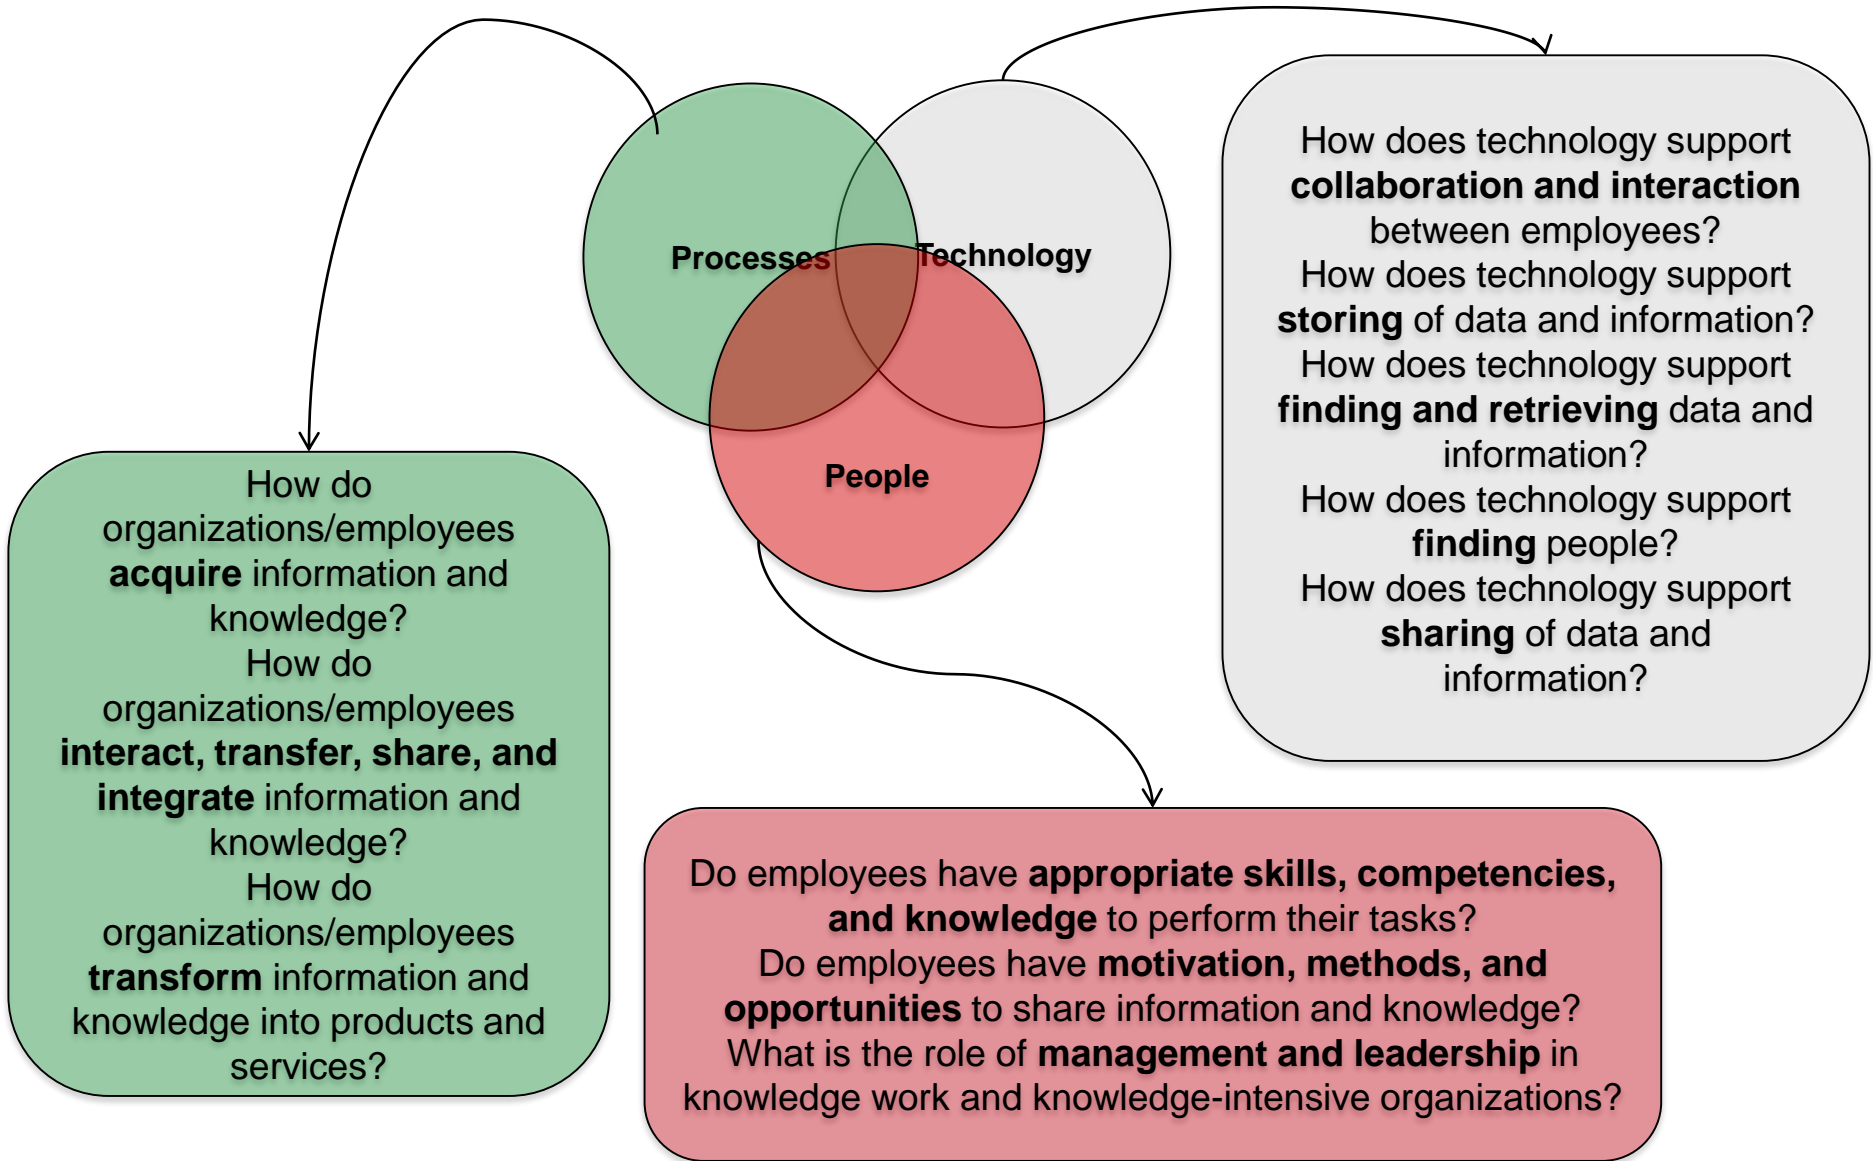 Processes
Technology
People
How do
organizations/employees
acquire information and
knowledge?
How do
organizations/employees
interact, transfer, share, and
integrate information and
knowledge?
How do
organizations/employees
transform information and
knowledge into products and
services?
How does technology support
collaboration and interaction
between employees?
How does technology support
storing of data and information?
How does technology support
finding and retrieving data and
information?
How does technology support
finding people?
How does technology support
sharing of data and
information?
Do employees have appropriate skills, competencies,
and knowledge to perform their tasks?
Do employees have motivation, methods, and
opportunities to share information and knowledge?
What is the role of management and leadership in
knowledge work and knowledge-intensive organizations?